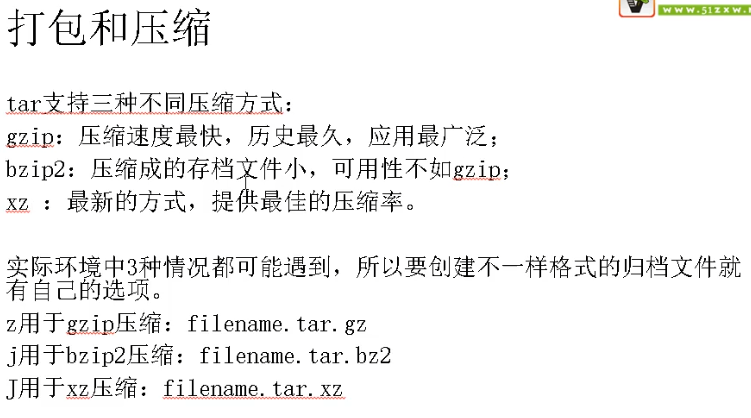 www.51zxw.n
打包和压缩
tar支持三种不同压缩方式:
gzip: 压缩速度最快, 历史最久, 应用最广泛;
bzip2: 压缩成的存档文件小, 可用性不如gzip;
xz : 最新的方式, 提供最佳的压缩率。
实际环境中3种情况都可能遇到, 所以要创建不一样格式的归档文件就
有自己的选项。
z用于gzip压缩: filename.tar.gz
j用于bzip2压缩: filename.tar.bz2
J用于xz压缩: filename.tar.xz